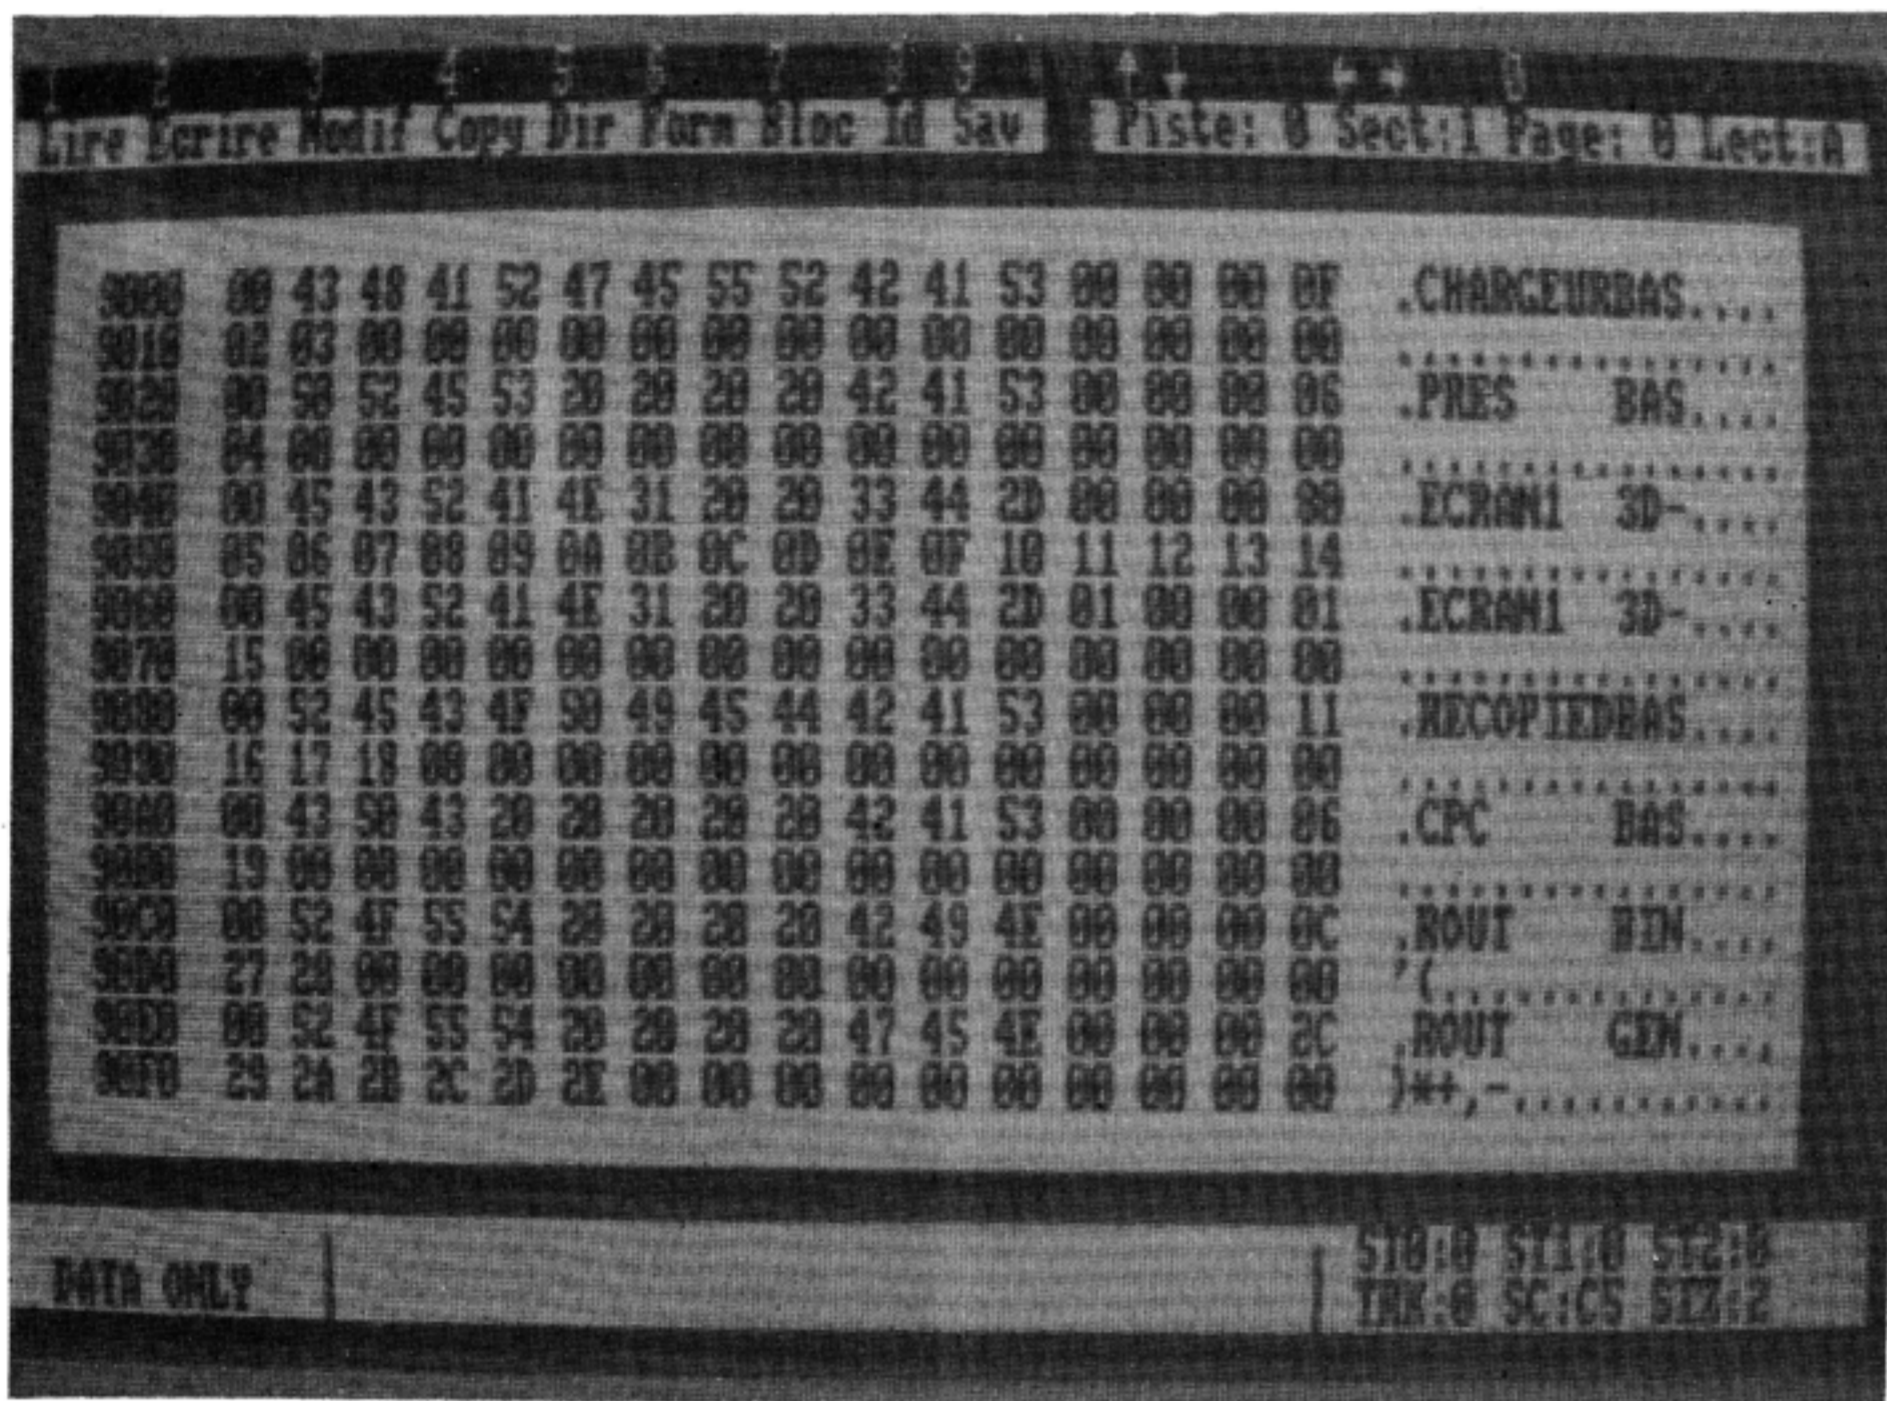 1 2 3 4 5 6 7 8 9 ↑ ↓ ← → 0
Lire Ecrire Modif Copy Dir Form Bloc Id Sav Piste: 0 Sect:1 Page: 0 Lect:A
9000 00 43 48 41 52 47 45 55 52 42 41 53 00 00 00 0F .CHARGEURBAS....
9010 02 03 00 00 00 00 00 00 00 00 00 00 00 00 00 00 ................
9020 00 50 52 45 53 20 20 20 20 42 41 53 00 00 00 06 .PRES    BAS....
9030 04 00 00 00 00 00 00 00 00 00 00 00 00 00 00 00 ................
9040 00 45 43 52 41 4E 31 20 20 33 44 2D 00 00 00 80 .ECRAN1  3D-....
9050 05 06 07 08 09 0A 0B 0C 0D 0E 0F 10 11 12 13 14 ................
9060 00 45 43 52 41 4E 31 20 20 33 44 2D 01 00 00 01 .ECRAN1  3D-....
9070 15 00 00 00 00 00 00 00 00 00 00 00 00 00 00 00 ................
9080 00 52 45 43 4F 50 49 45 44 42 41 53 00 00 00 11 .RECOPIEDBAS....
9090 16 17 18 00 00 00 00 00 00 00 00 00 00 00 00 00 ................
90A0 00 43 50 43 20 20 20 20 20 42 41 53 00 00 00 06 .CPC     BAS....
90B0 19 00 00 00 00 00 00 00 00 00 00 00 00 00 00 00 ................
90C0 00 52 4F 55 54 20 20 20 20 42 49 4E 00 00 00 0C .ROUT    BIN....
90D0 27 28 00 00 00 00 00 00 00 00 00 00 00 00 00 00 '(..............
90E0 00 52 4F 55 54 20 20 20 20 47 45 4E 00 00 00 2C .ROUT    GEN...,
90F0 29 2A 2B 2C 2D 2E 00 00 00 00 00 00 00 00 00 00 )*+,-...........
DATA ONLY
ST0:0 ST1:0 ST2:0
TRK:0 SC:C5 SIZ:2